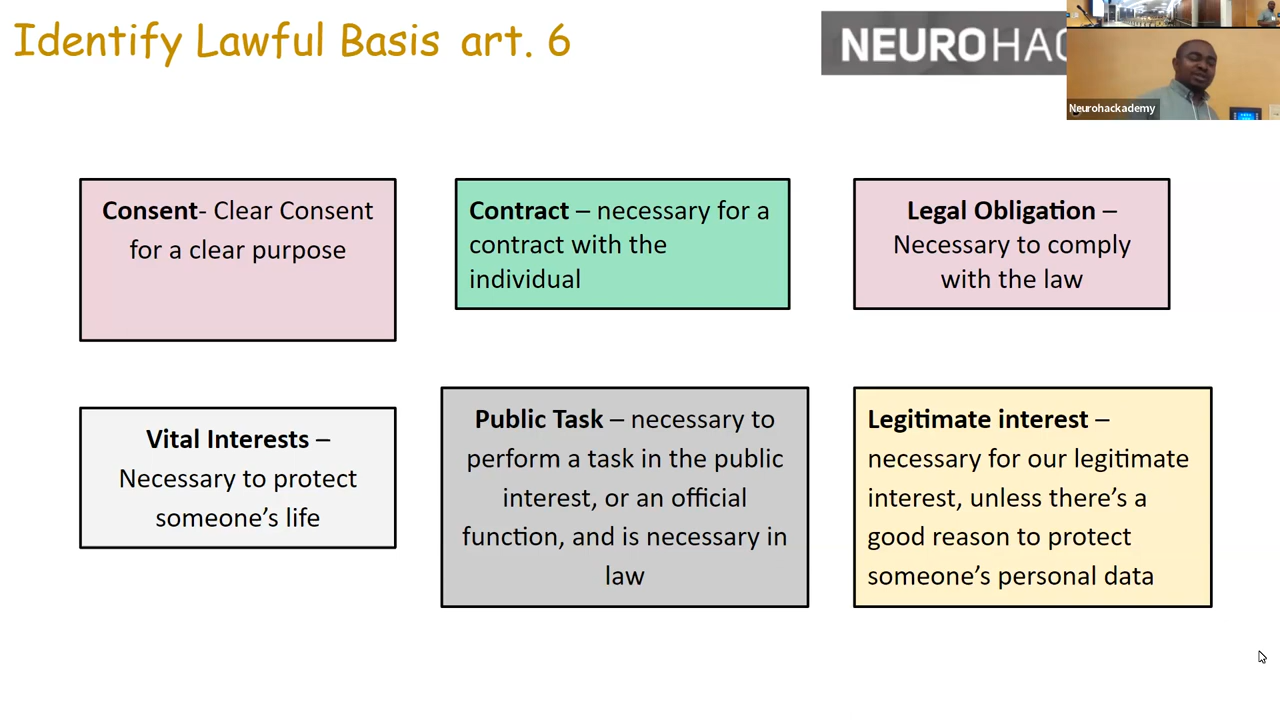 Identify Lawful Basis art. 6
NEUROHAC
Neurohackademy
Consent- Clear Consent
for a clear purpose
Contract – necessary for a
contract with the
individual
Legal Obligation –
Necessary to comply
with the law
Vital Interests –
Necessary to protect
someone’s life
Public Task – necessary to
perform a task in the public
interest, or an official
function, and is necessary in
law
Legitimate interest –
necessary for our legitimate
interest, unless there’s a
good reason to protect
someone’s personal data